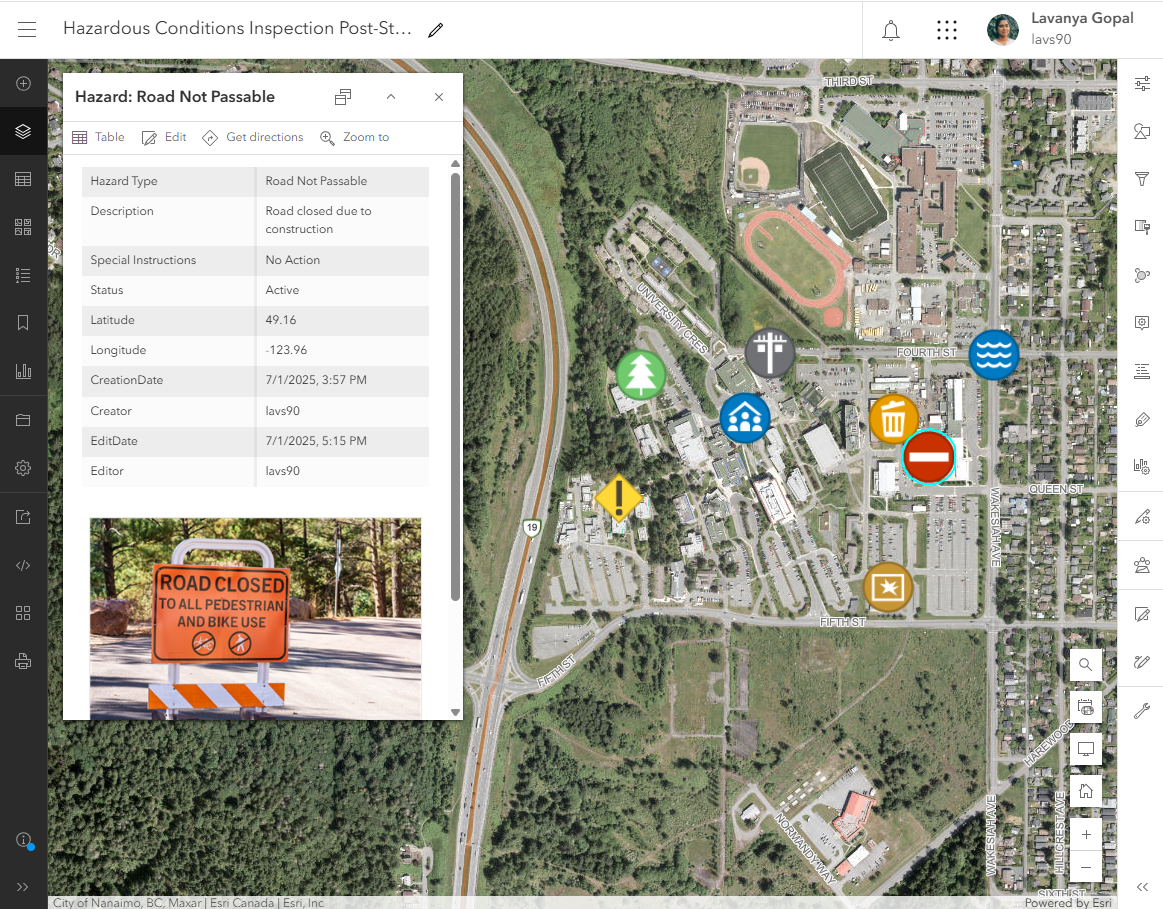 Hazardous Conditions Inspection Post-St...
Lavanya Gopal
lavs90
Hazard: Road Not Passable
Table Edit Get directions Zoom to
Hazard Type Road Not Passable
Description Road closed due to
construction
Special Instructions No Action
Status Active
Latitude 49.16
Longitude -123.96
CreationDate 7/1/2025, 3:57 PM
Creator lavs90
EditDate 7/1/2025, 5:15 PM
Editor lavs90
ROAD CLOSED
TO ALL PEDESTRIAN
AND BIKE USE
THIRD ST
UNIVERSITY CRES
FOURTH ST
QUEEN ST
WAKESIAH AVE
19
FIFTH ST
FIFTH ST
HAREWOOD
NORMANDY WAY
WAKESIAH AVE
HILLCREST AVE
SIXTH ST
City of Nanaimo, BC, Maxar | Esri Canada | Esri, Inc
Powered by Esri